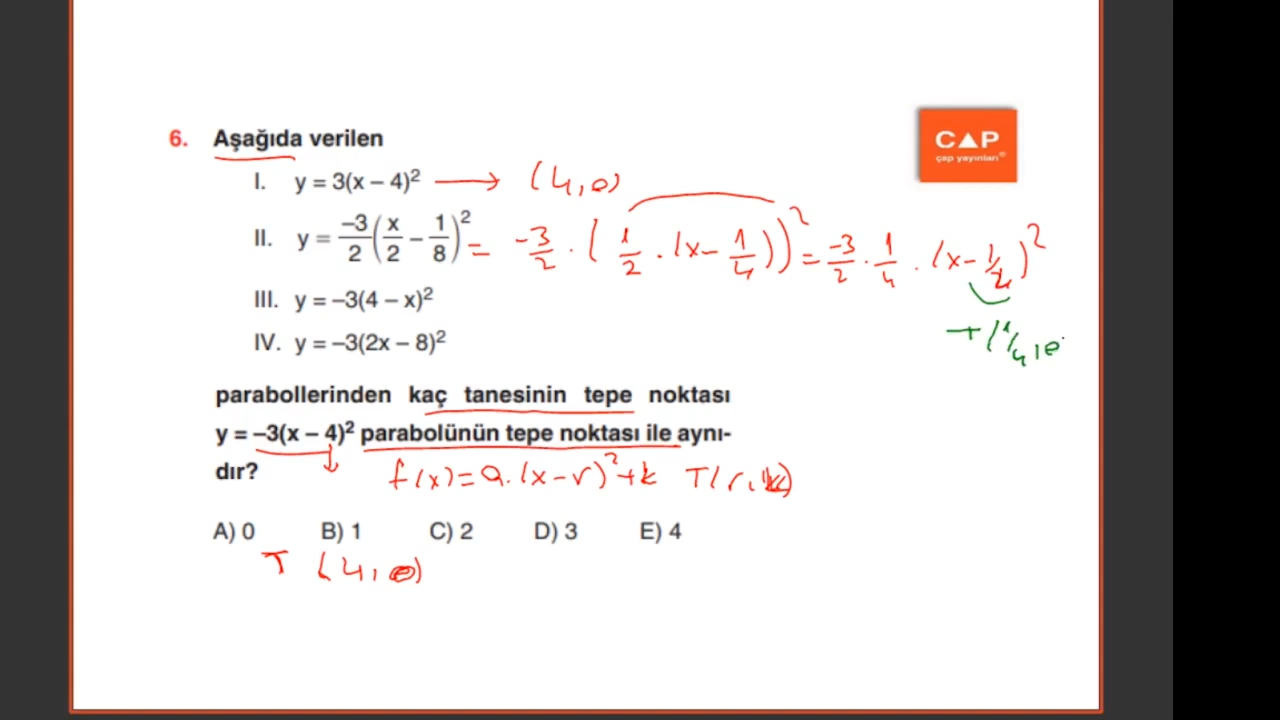 6. Aşağıda verilen
CAP
çap yayınları®
I. y = 3(x – 4)² → (4,0)
II. y = –3/2 (x/2 – 1/8)² = -3/2 · (1/2 · (x - 1/4))² = -3/2 · 1/4 · (x - 1/4)²
III. y = –3(4 – x)²
T(1/4,0
IV. y = –3(2x – 8)²
parabollerinden kaç tanesinin tepe noktası
y = –3(x – 4)² parabolünün tepe noktası ile aynı-
dır?
f(x) = a.(x-r)²+k T(r,k)
A) 0 B) 1 C) 2 D) 3 E) 4
T (4,0)